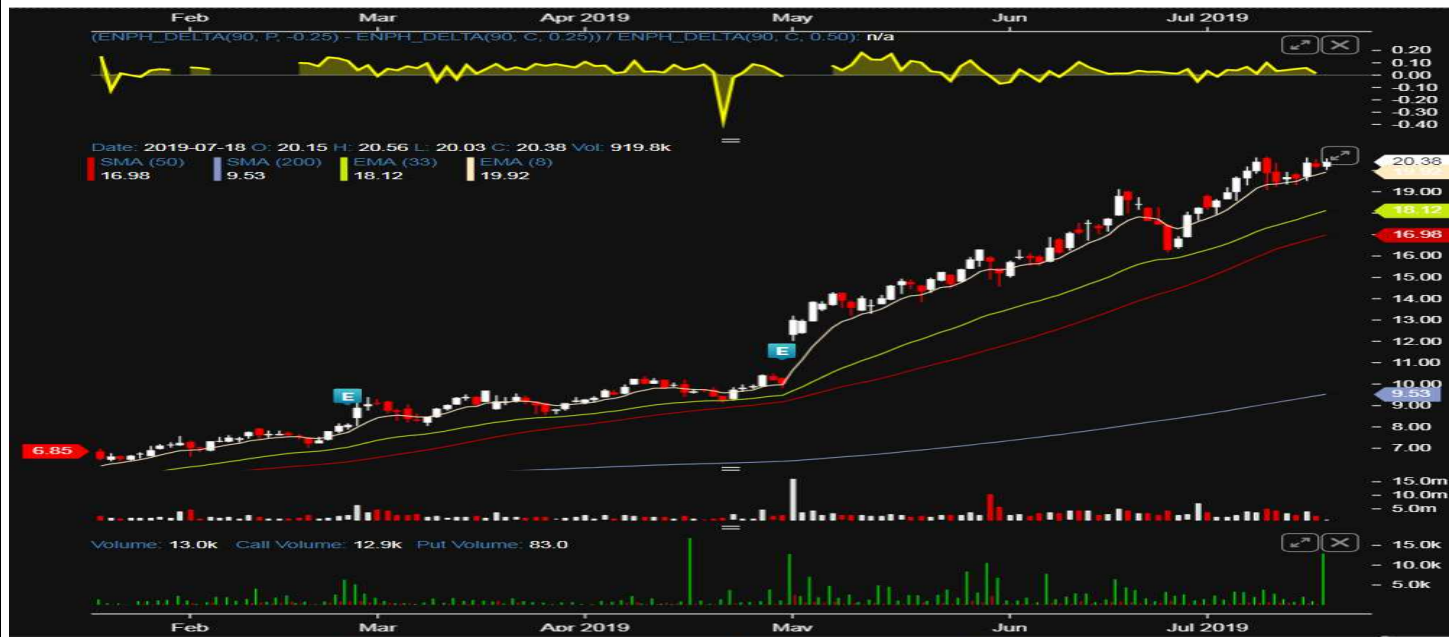 Feb Mar Apr 2019 May Jun Jul 2019
(ENPH_DELTA(90, P, -0.25) - ENPH_DELTA(90, C, 0.25)) / ENPH_DELTA(90, C, 0.50): n/a
0.20
0.10
0.00
-0.10
-0.20
-0.30
-0.40
Date: 2019-07-18 O: 20.15 H: 20.56 L: 20.03 C: 20.38 Vol: 919.8k
SMA (50) SMA (200) EMA (33) EMA (8)
16.98 9.53 18.12 19.92
20.38
19.92
19.00
18.12
16.98
16.00
15.00
14.00
13.00
12.00
E
11.00
10.00
E
9.53
9.00
8.00
7.00
6.85
15.0m
10.0m
5.0m
Volume: 13.0k Call Volume: 12.9k Put Volume: 83.0
15.0k
10.0k
5.0k
Feb Mar Apr 2019 May Jun Jul 2019